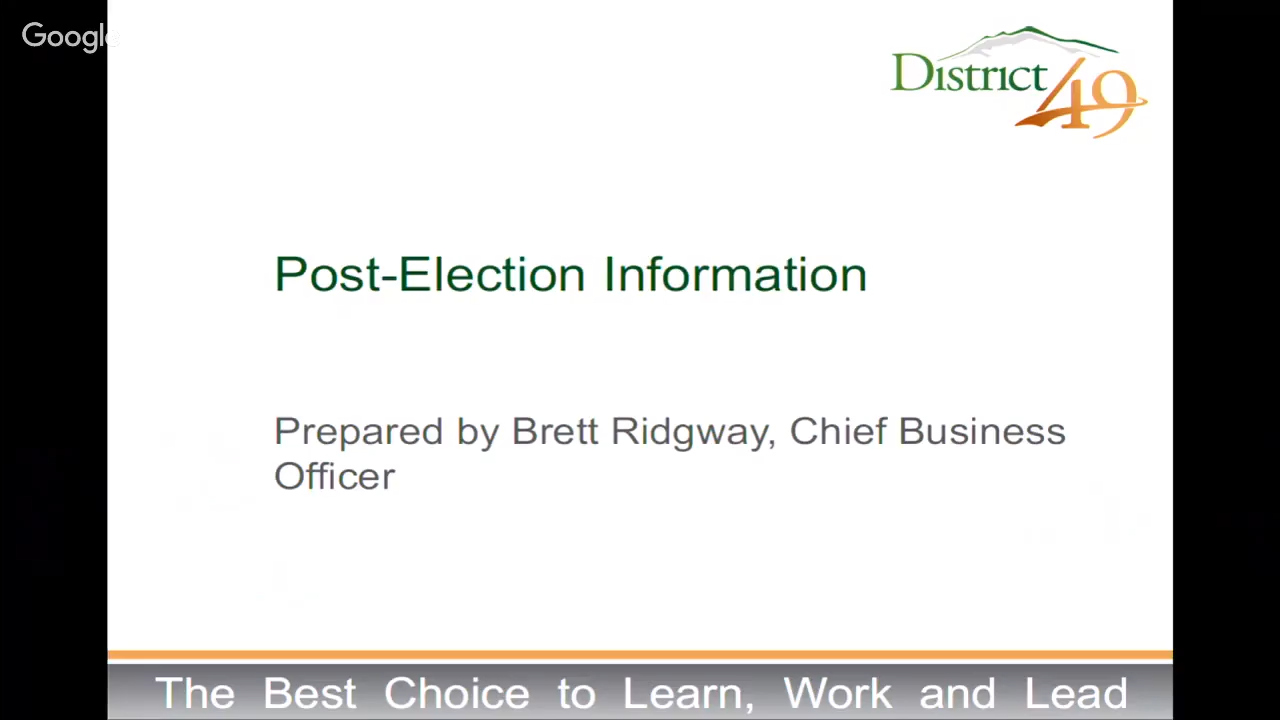 Google
District
49
Post-Election Information
Prepared by Brett Ridgway, Chief Business
Officer
The Best Choice to Learn, Work and Lead